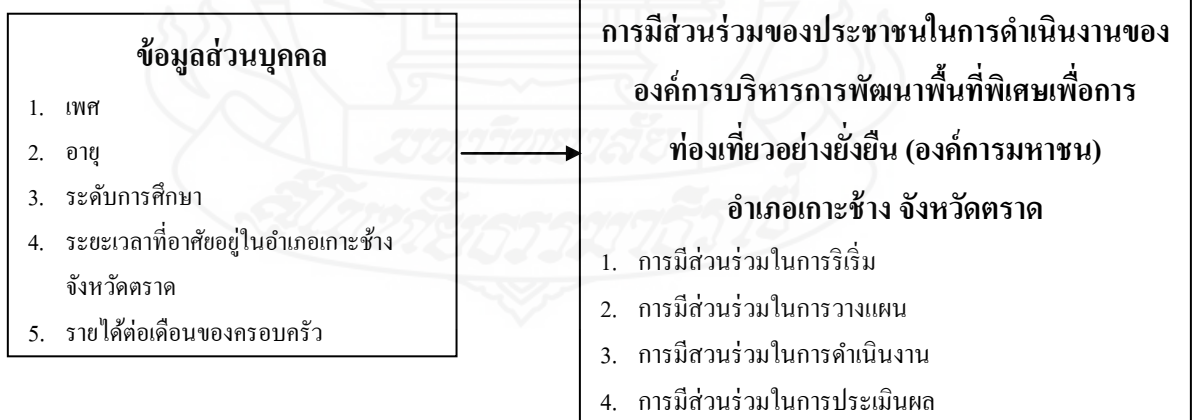 ข้อมูลส่วนบุคคล
1. เพศ
2. อายุ
3. ระดับการศึกษา
4. ระยะเวลาที่อาศัยอยู่ในอำเภอเกาะช้าง
จังหวัดตราด
5. รายได้ต่อเดือนของครอบครัว
การมีส่วนร่วมของประชาชนในการดำเนินงานของ
องค์การบริหารการพัฒนาพื้นที่พิเศษเพื่อการ
ท่องเที่ยวอย่างยั่งยืน (องค์การมหาชน)
อำเภอเกาะช้าง จังหวัดตราด
1. การมีส่วนร่วมในการริเริ่ม
2. การมีส่วนร่วมในการวางแผน
3. การมีสวนร่วมในการดำเนินงาน
4. การมีส่วนร่วมในการประเมินผล